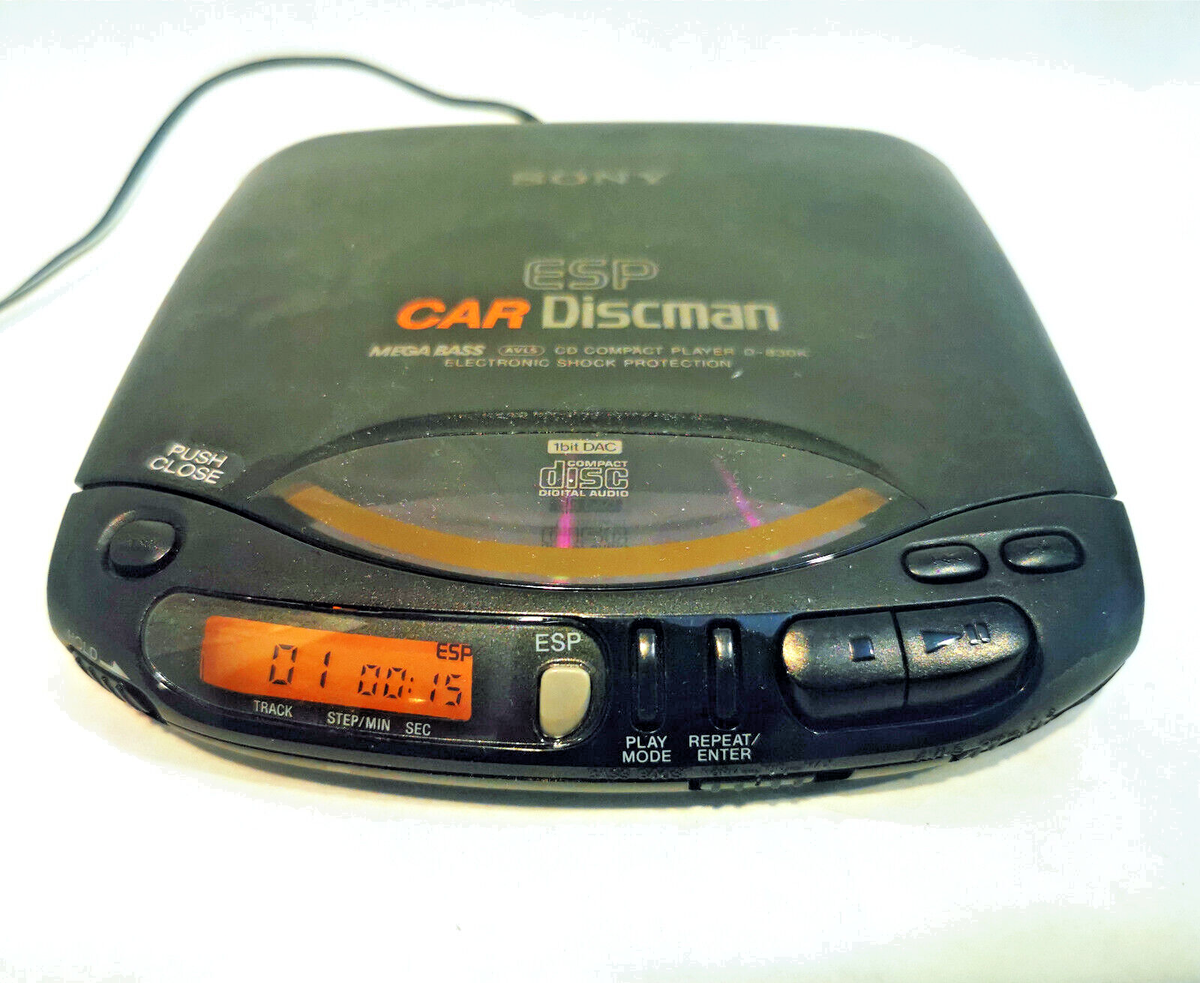 SONY
ESP
CAR Discman
MEGA BASS AVLS CD COMPACT PLAYER D-830K
ELECTRONIC SHOCK PROTECTION
1bit DAC
COMPACT
disc
DIGITAL AUDIO
PUSH
CLOSE
ESP
01 00:15
TRACK STEP/MIN SEC
ESP
PLAY
MODE
REPEAT/
ENTER